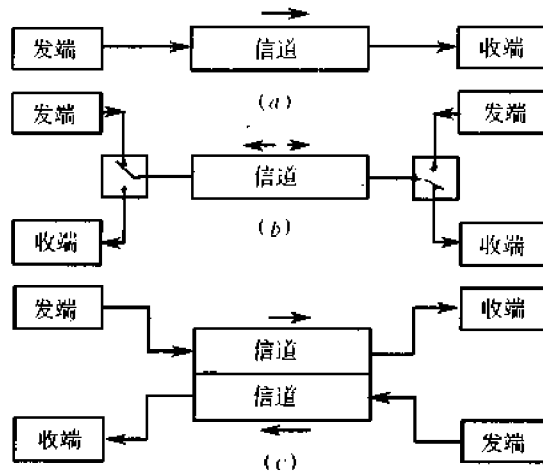 发端 信道 收端
(a)
发端 发端
信道
收端 (b) 收端
发端 收端
信道
信道
收端 发端
(c)